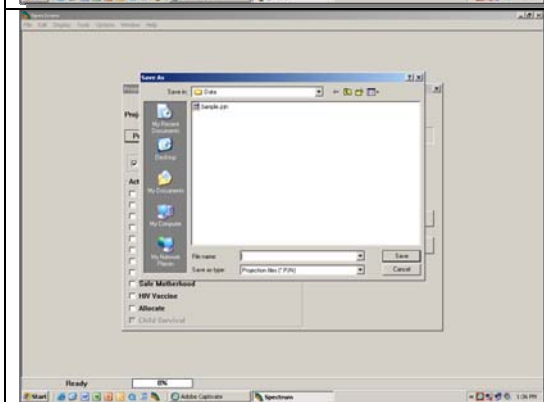 Spectrum
File Edit Display Tools Options Window Help
Save As
Save in: Data
Sample.pjn
My Recent Documents
Desktop
My Documents
My Computer
My Network Places
File name:
Save as type: Projection files (*.PJN)
Save
Cancel
Proj
Act
Safe Motherhood
HIV Vaccine
Allocate
Child Survival
Ready
0%
Start
Adobe Captivate
Spectrum
1:36 PM